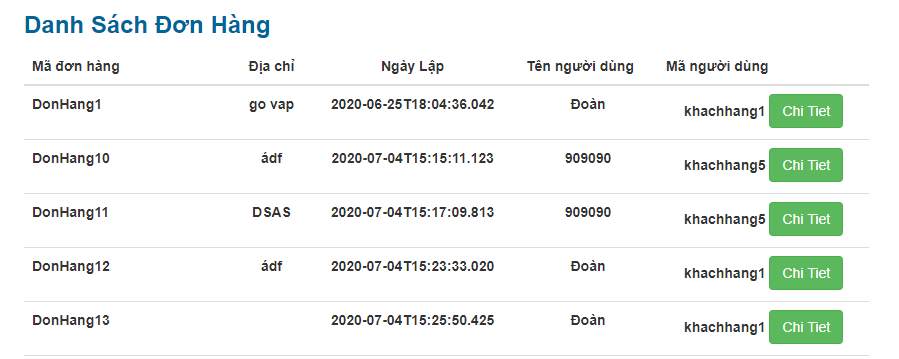 Danh Sách Đơn Hàng
Mã đơn hàng Địa chỉ Ngày Lập Tên người dùng Mã người dùng
DonHang1 go vap 2020-06-25T18:04:36.042 Đoàn khachhang1 Chi Tiet
DonHang10 ádf 2020-07-04T15:15:11.123 909090 khachhang5 Chi Tiet
DonHang11 DSAS 2020-07-04T15:17:09.813 909090 khachhang5 Chi Tiet
DonHang12 ádf 2020-07-04T15:23:33.020 Đoàn khachhang1 Chi Tiet
DonHang13 2020-07-04T15:25:50.425 Đoàn khachhang1 Chi Tiet